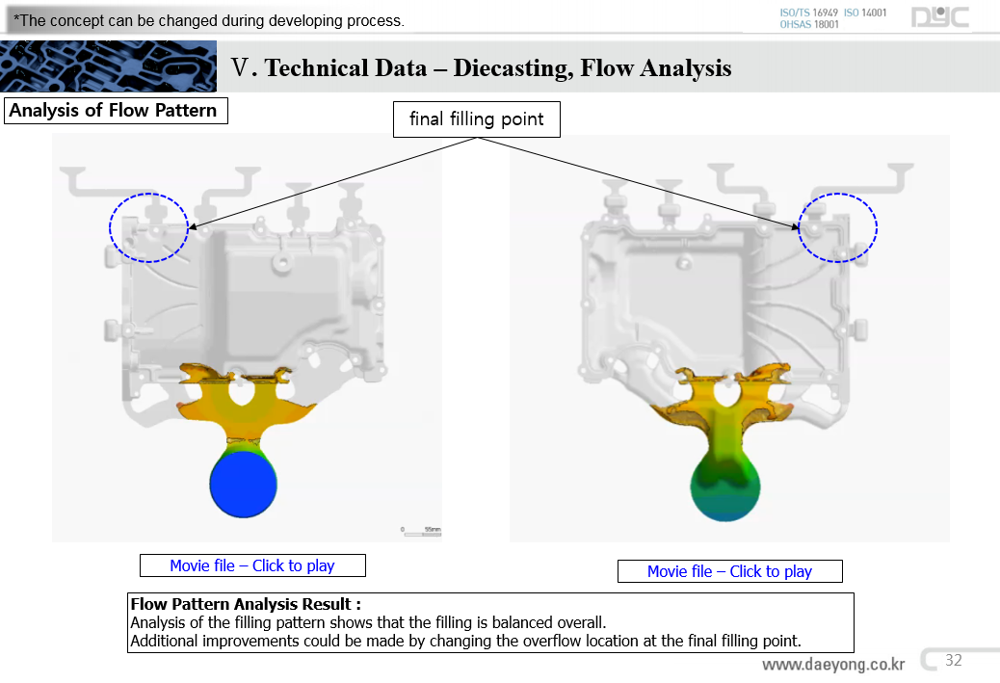 *The concept can be changed during developing process.
ISO/TS 16949 ISO 14001
OHSAS 18001
DYC
Ⅴ. Technical Data – Diecasting, Flow Analysis
Analysis of Flow Pattern
final filling point
0 55mm
Movie file – Click to play
Movie file – Click to play
Flow Pattern Analysis Result :
Analysis of the filling pattern shows that the filling is balanced overall.
Additional improvements could be made by changing the overflow location at the final filling point.
www.daeyong.co.kr
32